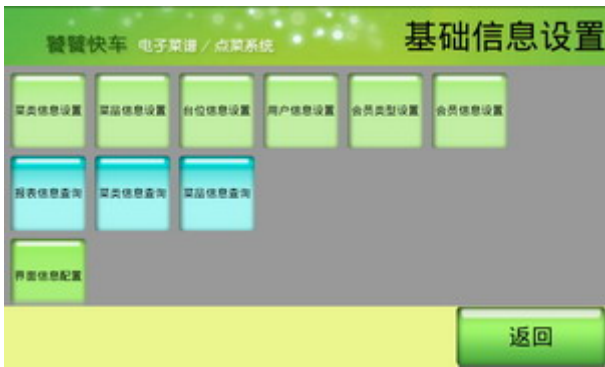 饕餮快车 电子菜谱/点菜系统 基础信息设置
菜类信息设置 菜品信息设置 台位信息设置 用户信息设置 会员类型设置 会员信息设置
报表信息查询 菜类信息查询 菜品信息查询
界面信息配置
返回